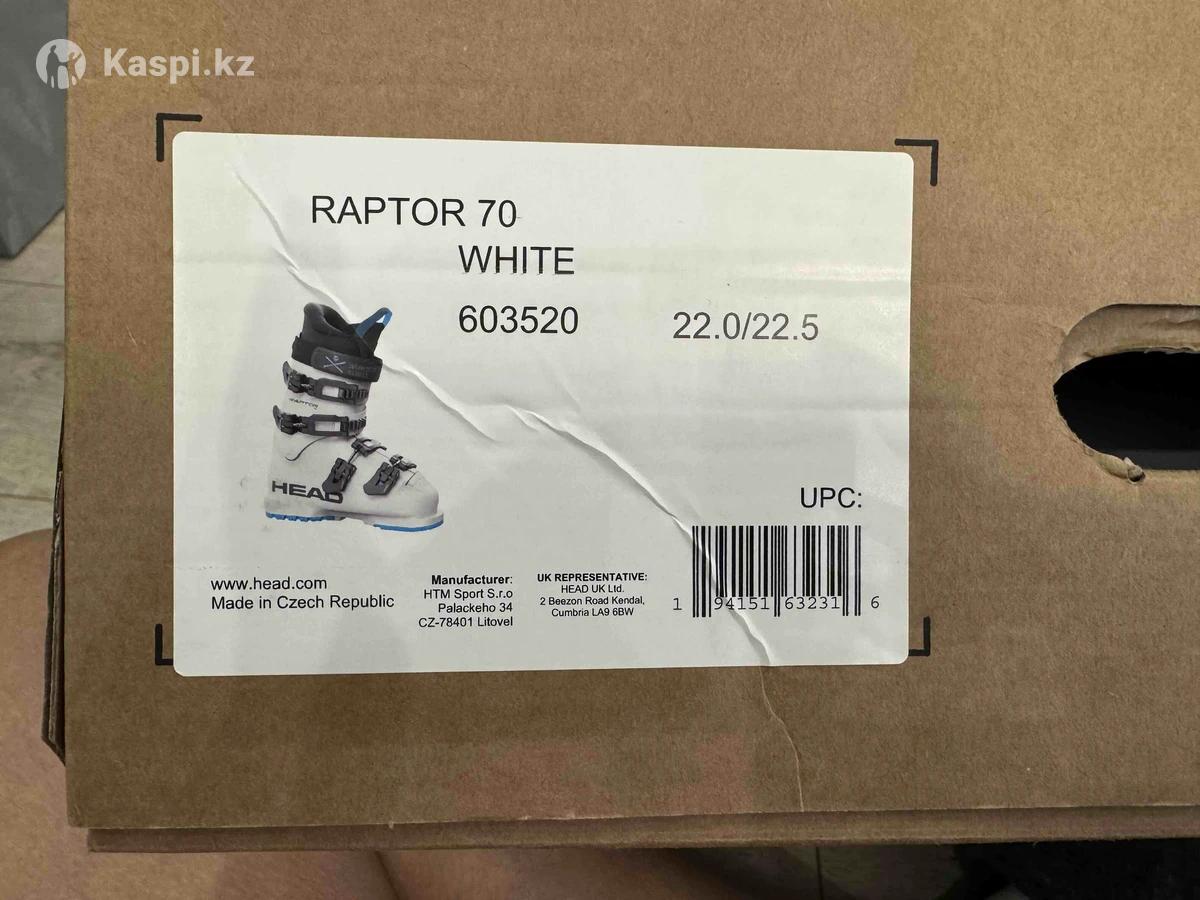 Kaspi.kz
RAPTOR 70
WHITE
603520
22.0/22.5
RAPTOR
HEAD
UPC:
www.head.com
Made in Czech Republic
Manufacturer:
HTM Sport S.r.o
Palackeho 34
CZ-78401 Litovel
UK REPRESENTATIVE:
HEAD UK Ltd.
2 Beezon Road Kendal,
Cumbria LA9 6BW
1 94151 63231 6